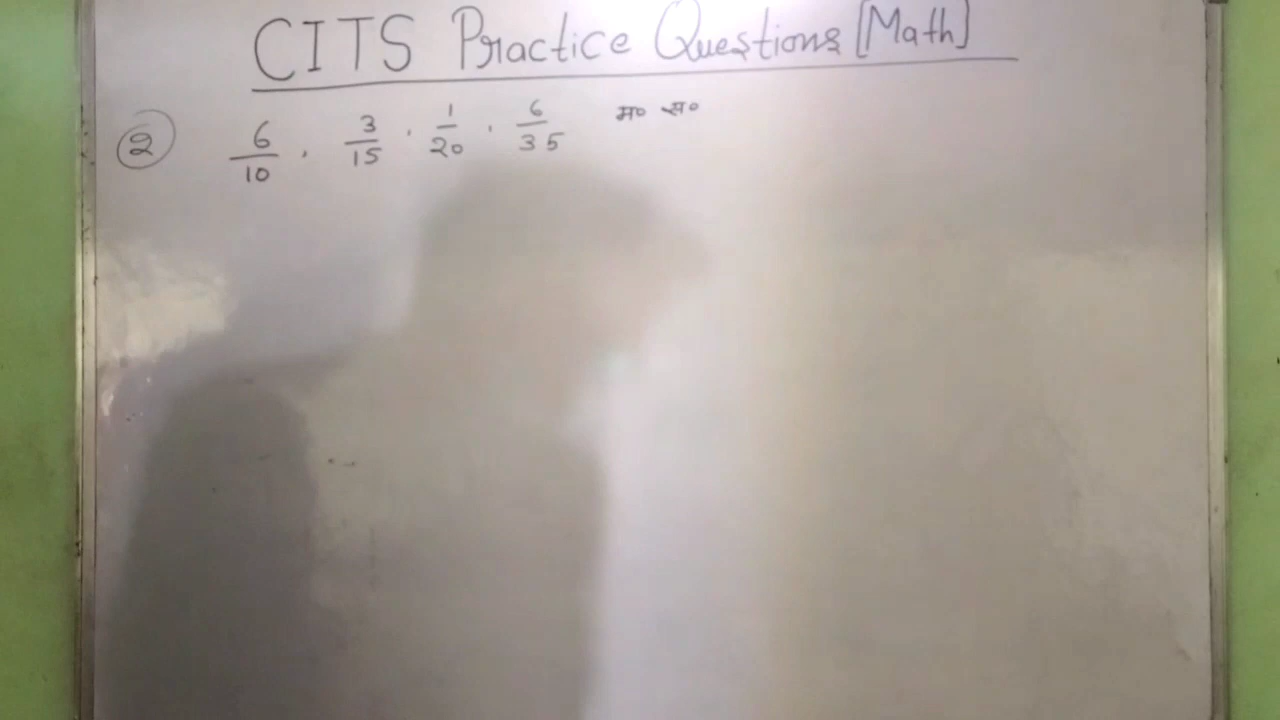 CITS Practice Questions [Math]
② 6/10 , 3/15 , 1/20 , 6/35 म० स०